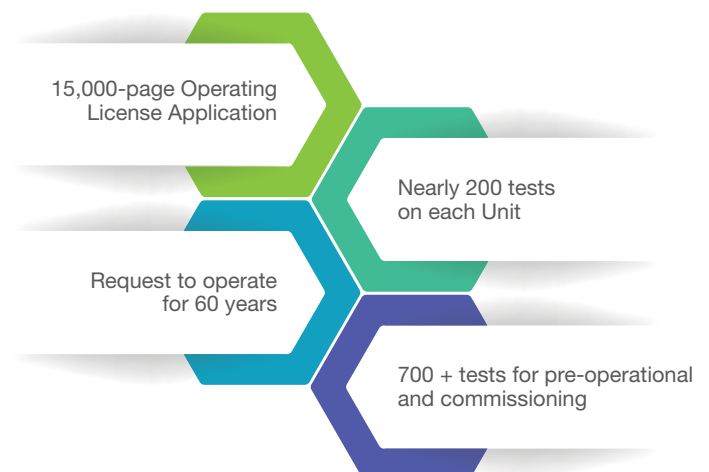 15,000-page Operating
License Application
Nearly 200 tests
on each Unit
Request to operate
for 60 years
700 + tests for pre-operational
and commissioning